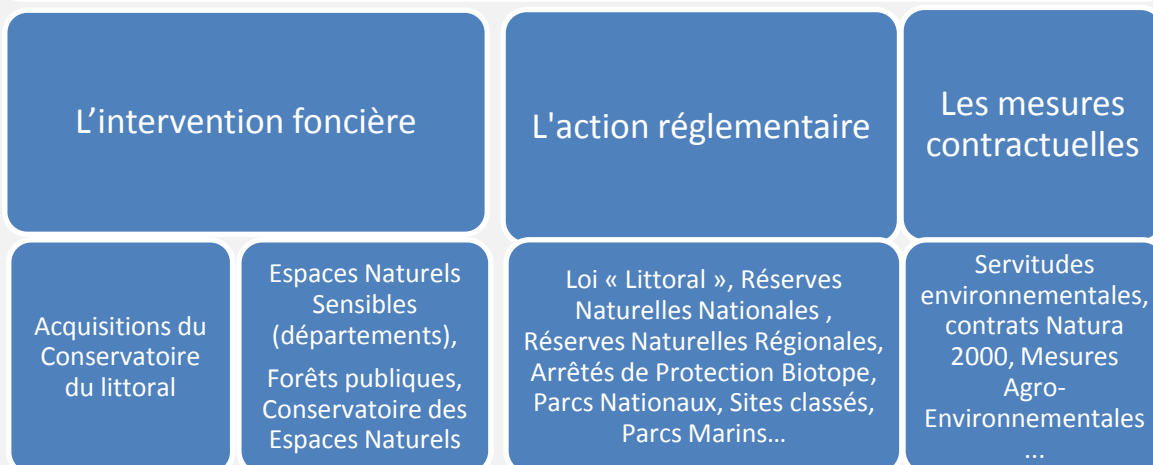 L’intervention foncière
L'action réglementaire
Les mesures
contractuelles
Acquisitions du
Conservatoire
du littoral
Espaces Naturels
Sensibles
(départements),
Forêts publiques,
Conservatoire des
Espaces Naturels
Loi « Littoral », Réserves
Naturelles Nationales ,
Réserves Naturelles Régionales,
Arrêtés de Protection Biotope,
Parcs Nationaux, Sites classés,
Parcs Marins…
Servitudes
environnementales,
contrats Natura
2000, Mesures
Agro-
Environnementales
...